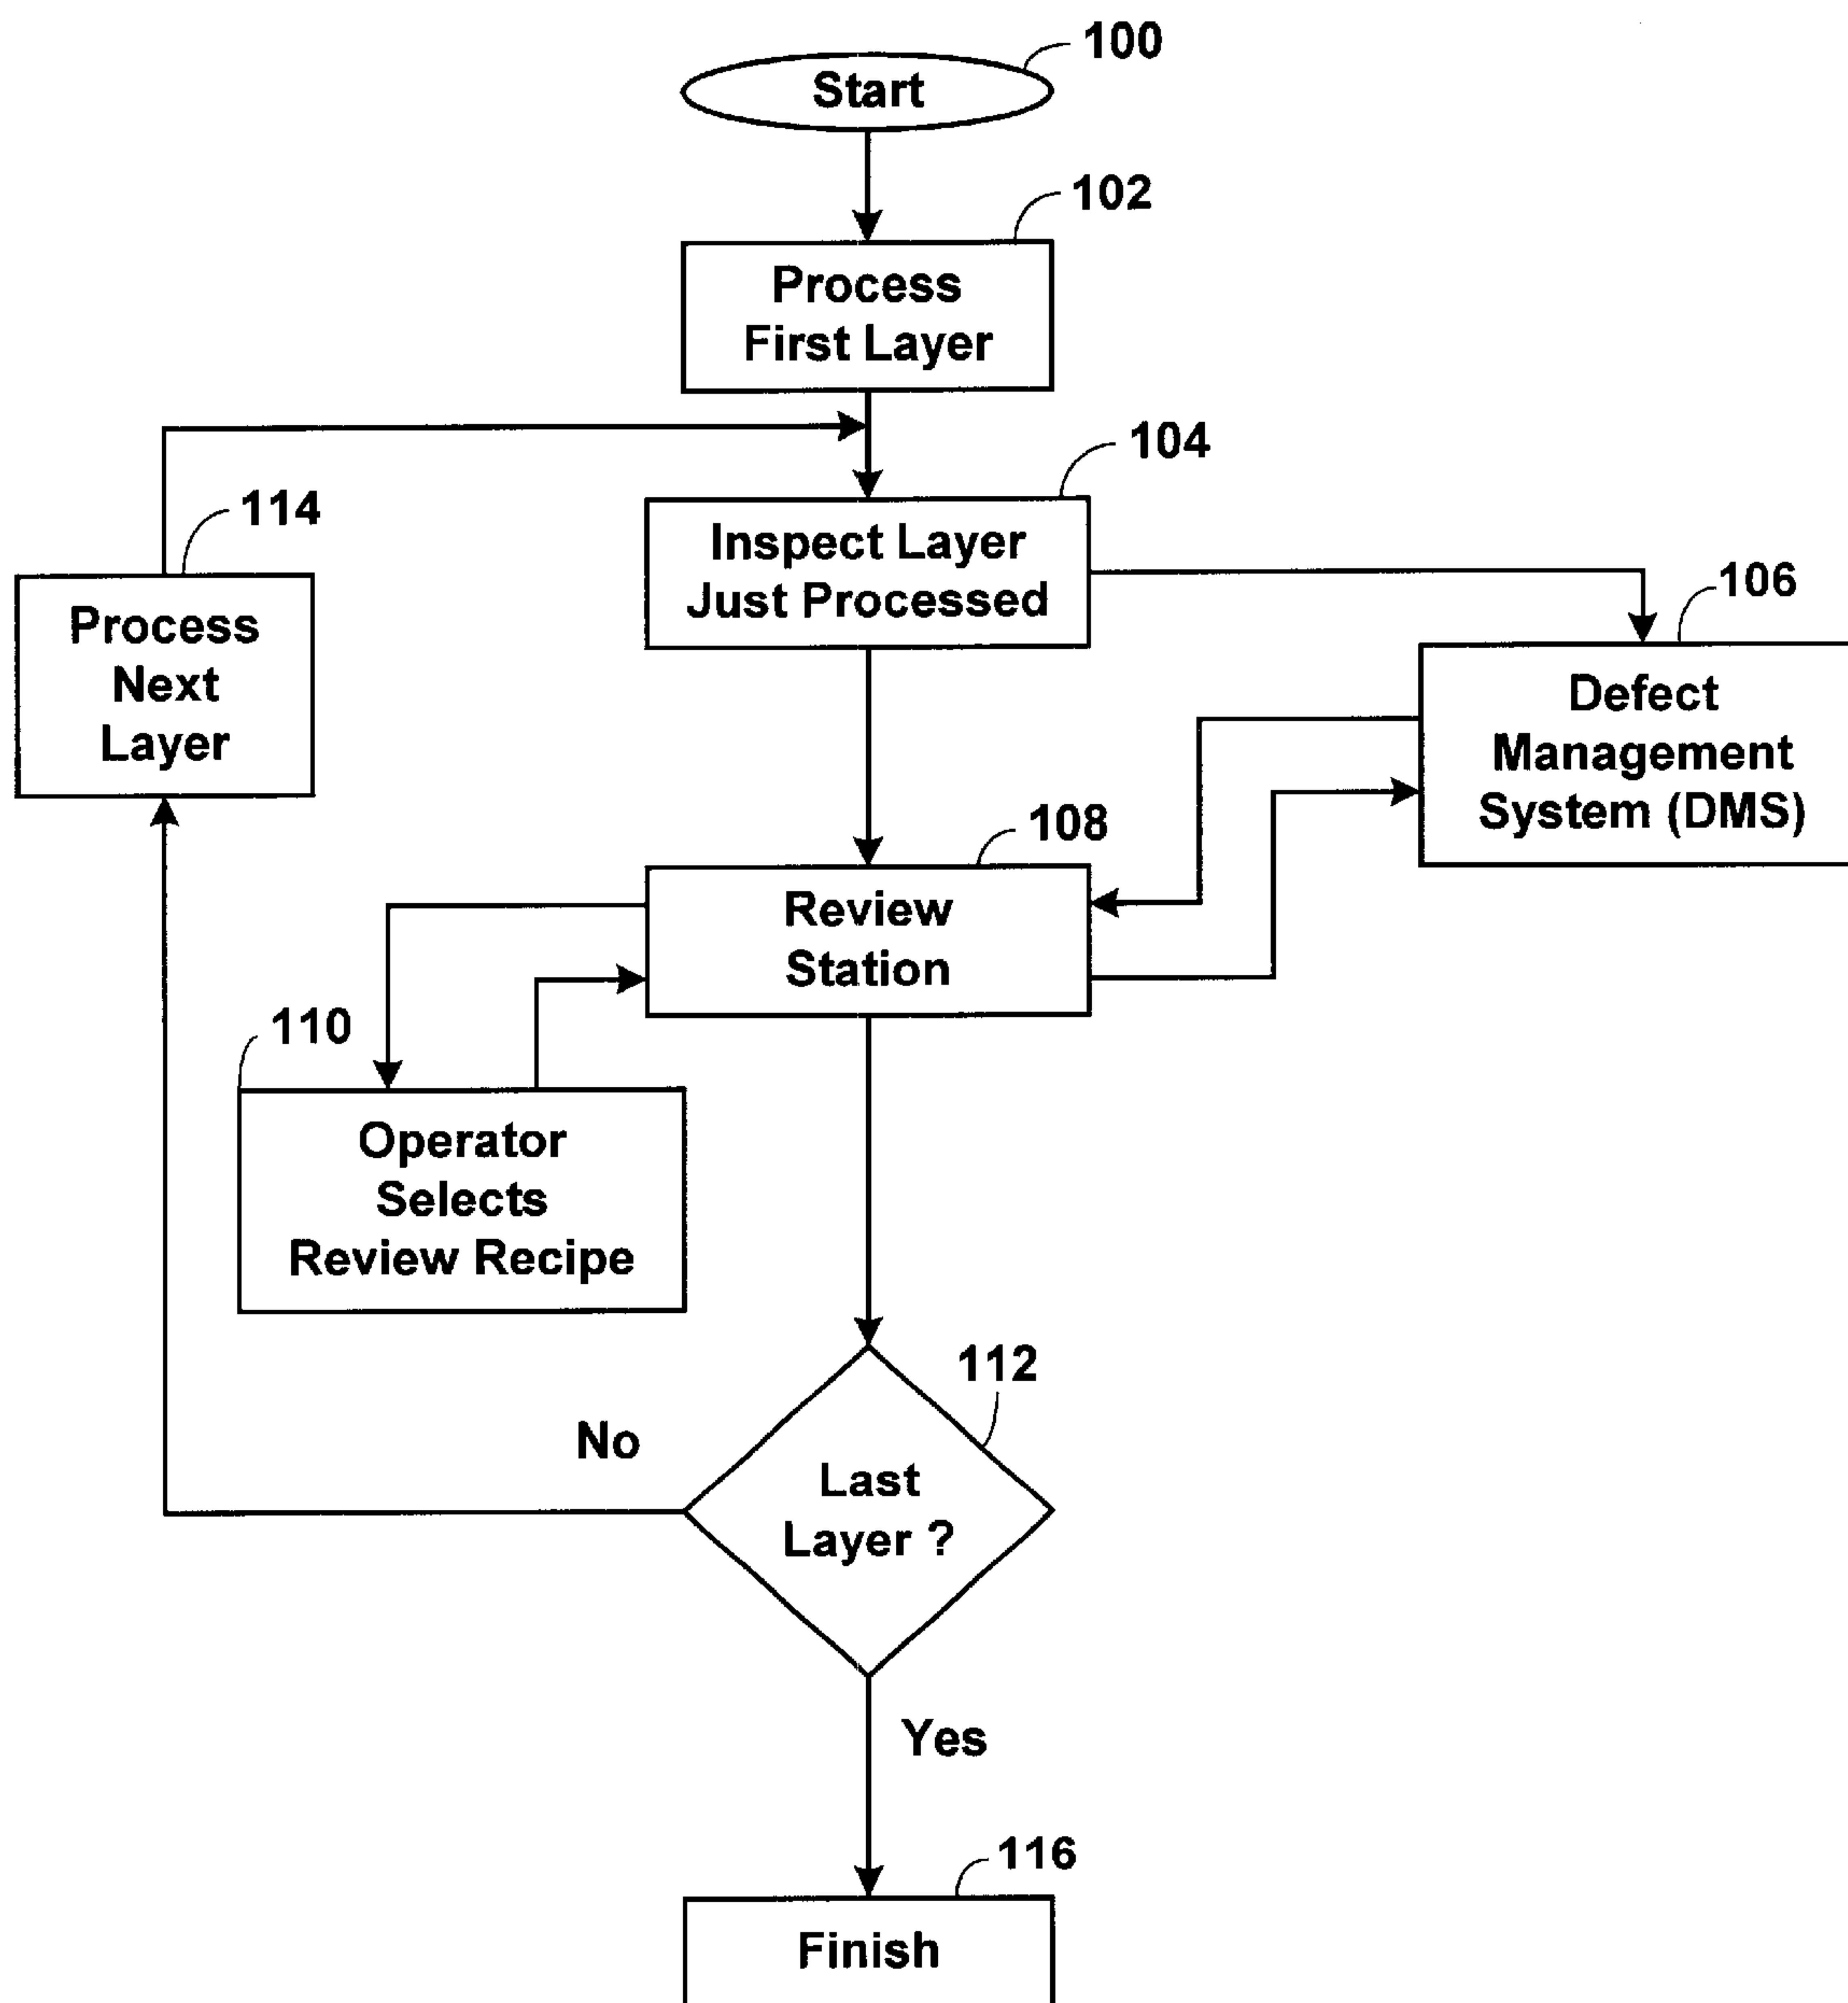 100
Start
102
Process
First Layer
104
Inspect Layer
Just Processed
114
Process
Next
Layer
106
Defect
Management
System (DMS)
108
Review
Station
110
Operator
Selects
Review Recipe
112
Last
Layer ?
No
Yes
116
Finish